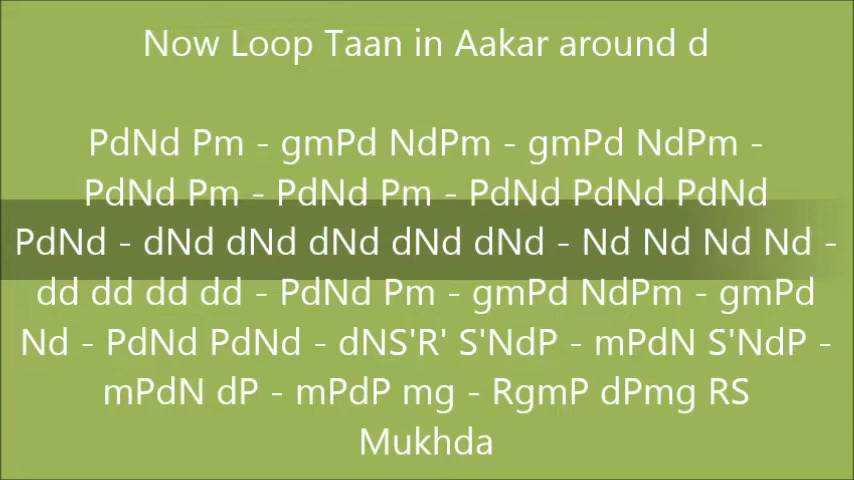 Now Loop Taan in Aakar around d
PdNd Pm - gmPd NdPm - gmPd NdPm -
PdNd Pm - PdNd Pm - PdNd PdNd PdNd
PdNd - dNd dNd dNd dNd dNd - Nd Nd Nd Nd -
dd dd dd dd - PdNd Pm - gmPd NdPm - gmPd
Nd - PdNd PdNd - dNS'R' S'NdP - mPdN S'NdP -
mPdN dP - mPdP mg - RgmP dPmg RS
Mukhda